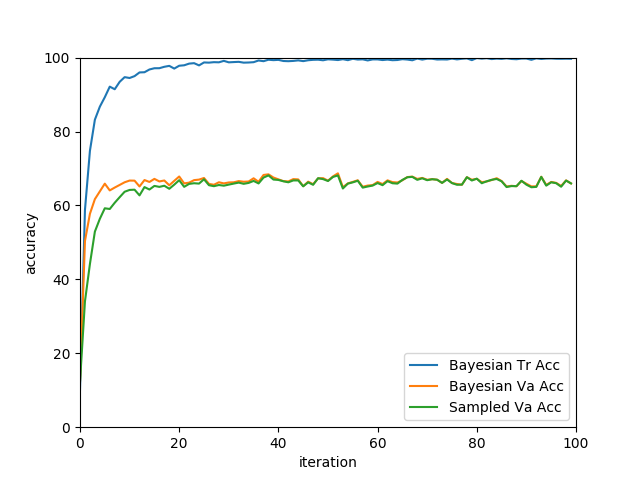 100
80
60
40
20
0
accuracy
0 20 40 60 80 100
iteration
Bayesian Tr Acc
Bayesian Va Acc
Sampled Va Acc